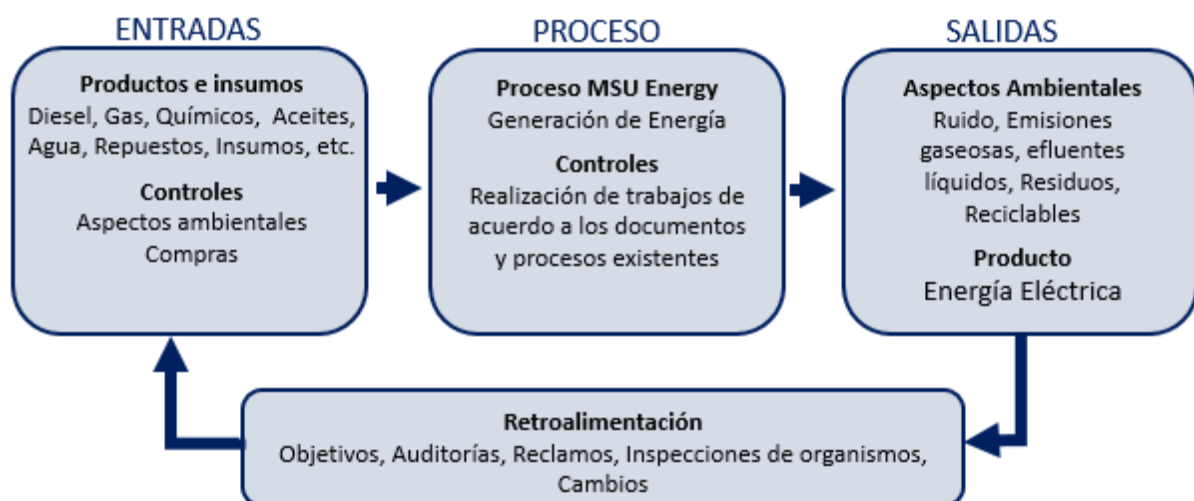 ENTRADAS
Productos e insumos
Diesel, Gas, Químicos, Aceites,
Agua, Repuestos, Insumos, etc.
Controles
Aspectos ambientales
Compras
PROCESO
Proceso MSU Energy
Generación de Energía
Controles
Realización de trabajos de
acuerdo a los documentos
y procesos existentes
SALIDAS
Aspectos Ambientales
Ruido, Emisiones
gaseosas, efluentes
líquidos, Residuos,
Reciclables
Producto
Energía Eléctrica
Retroalimentación
Objetivos, Auditorías, Reclamos, Inspecciones de organismos,
Cambios